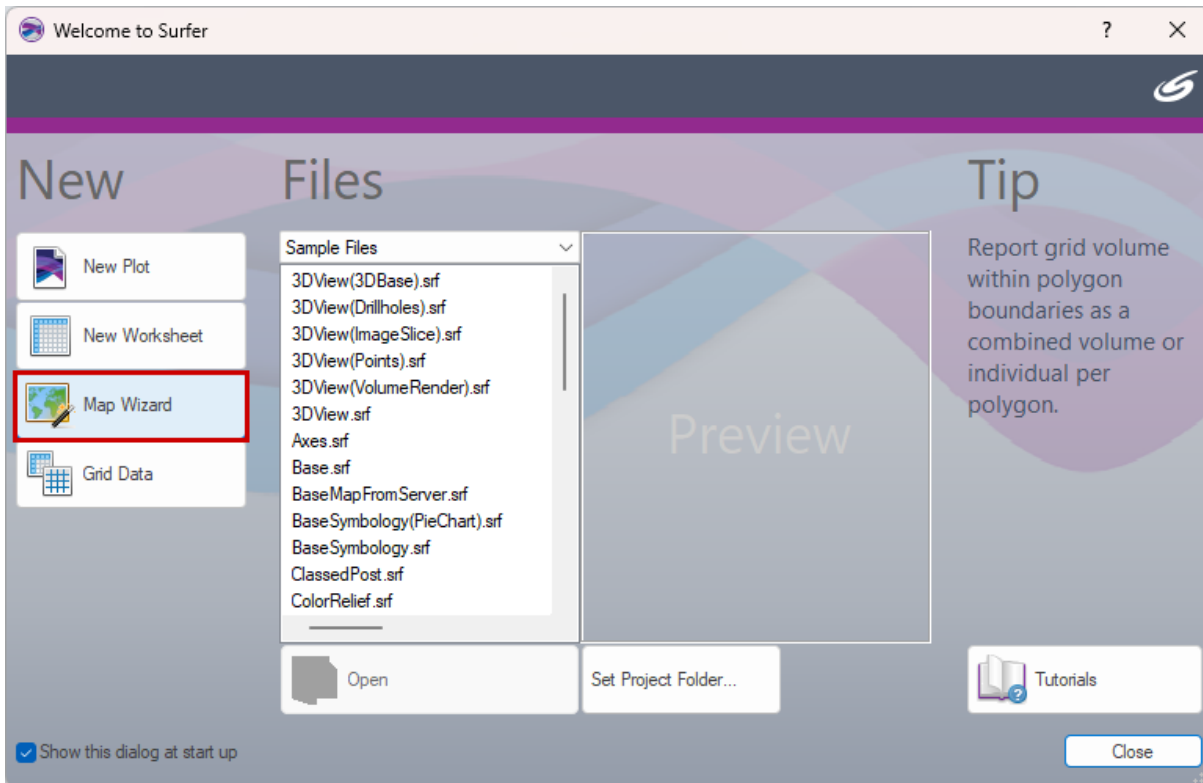 Welcome to Surfer
?
New
New Plot
New Worksheet
Map Wizard
Grid Data
Files
Sample Files
3DView(3DBase).srf
3DView(Drillholes).srf
3DView(ImageSlice).srf
3DView(Points).srf
3DView(VolumeRender).srf
3DView.srf
Axes.srf
Base.srf
BaseMapFromServer.srf
BaseSymbology(PieChart).srf
BaseSymbology.srf
ClassedPost.srf
ColorRelief.srf
Preview
Open
Set Project Folder...
Tip
Report grid volume
within polygon
boundaries as a
combined volume or
individual per
polygon.
Tutorials
Show this dialog at start up
Close